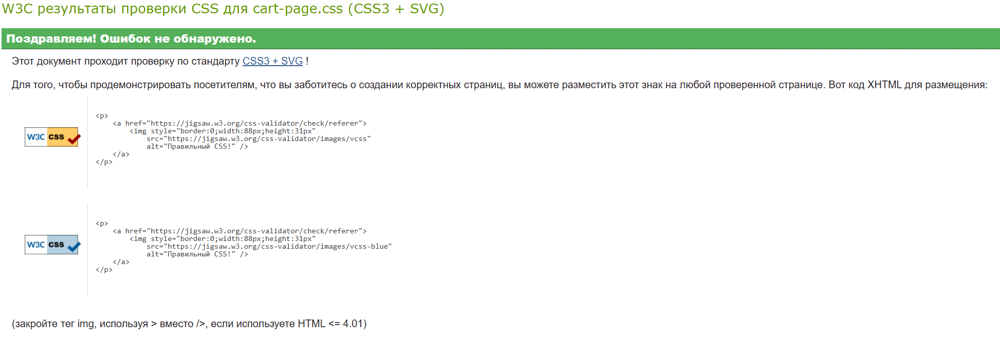 W3C результаты проверки CSS для cart-page.css (CSS3 + SVG)
Поздравляем! Ошибок не обнаружено.
Этот документ проходит проверку по стандарту CSS3 + SVG !
Для того, чтобы продемонстрировать посетителям, что вы заботитесь о создании корректных страниц, вы можете разместить этот знак на любой проверенной странице. Вот код XHTML для размещения:
W3C css
<p>
    <a href="https://jigsaw.w3.org/css-validator/check/referer">
        <img style="border:0;width:88px;height:31px"
            src="https://jigsaw.w3.org/css-validator/images/vcss"
            alt="Правильный CSS!" />
    </a>
</p>
W3C css
<p>
    <a href="https://jigsaw.w3.org/css-validator/check/referer">
        <img style="border:0;width:88px;height:31px"
            src="https://jigsaw.w3.org/css-validator/images/vcss-blue"
            alt="Правильный CSS!" />
    </a>
</p>
(закройте тег img, используя > вместо />, если используете HTML <= 4.01)